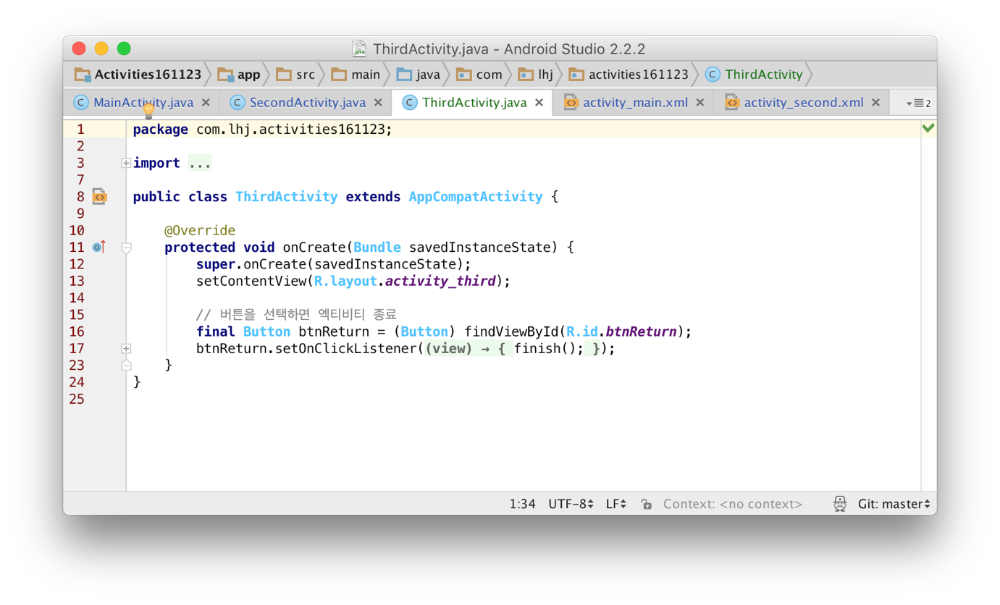 ThirdActivity.java - Android Studio 2.2.2
Activities161123 app src main java com lhj activities161123 ThirdActivity
MainActivity.java SecondActivity.java ThirdActivity.java activity_main.xml activity_second.xml 2
1 package com.lhj.activities161123;
2
3 import ...
7
8 public class ThirdActivity extends AppCompatActivity {
9
10 @Override
11 protected void onCreate(Bundle savedInstanceState) {
12 super.onCreate(savedInstanceState);
13 setContentView(R.layout.activity_third);
14
15 // 버튼을 선택하면 엑티비티 종료
16 final Button btnReturn = (Button) findViewById(R.id.btnReturn);
17 btnReturn.setOnClickListener((view) → { finish(); });
23 }
24 }
25
1:34 UTF-8 LF Context: <no context> Git: master